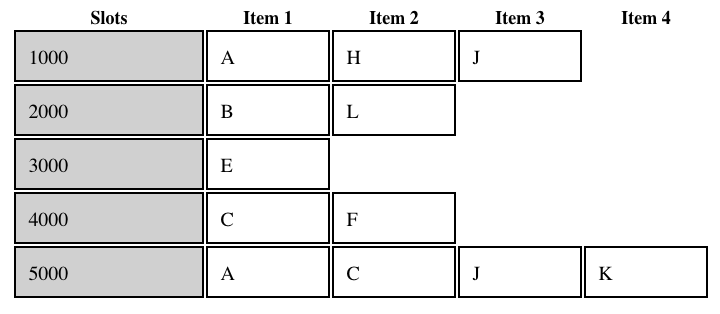 Slots Item 1 Item 2 Item 3 Item 4
1000 A H J
2000 B L
3000 E
4000 C F
5000 A C J K